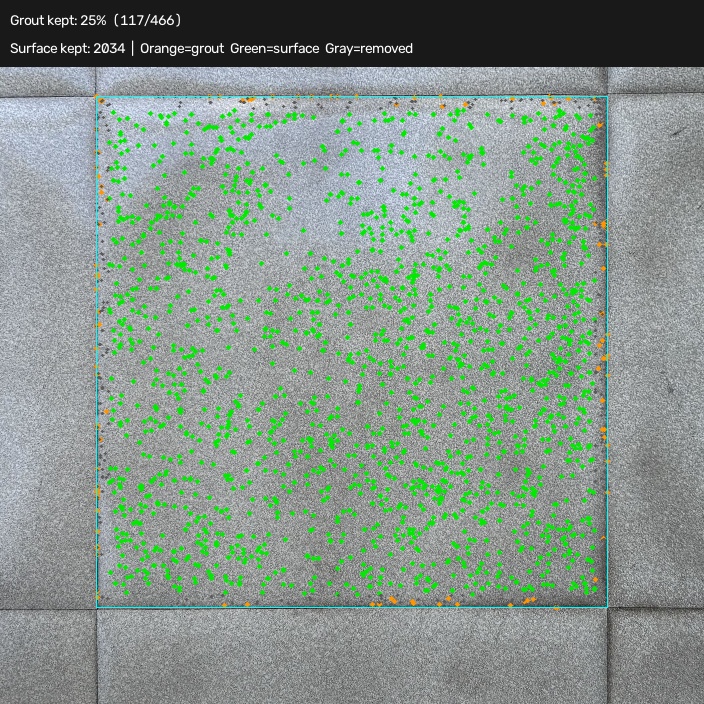 Grout kept: 25% (117/466)
Surface kept: 2034 | Orange=grout Green=surface Gray=removed